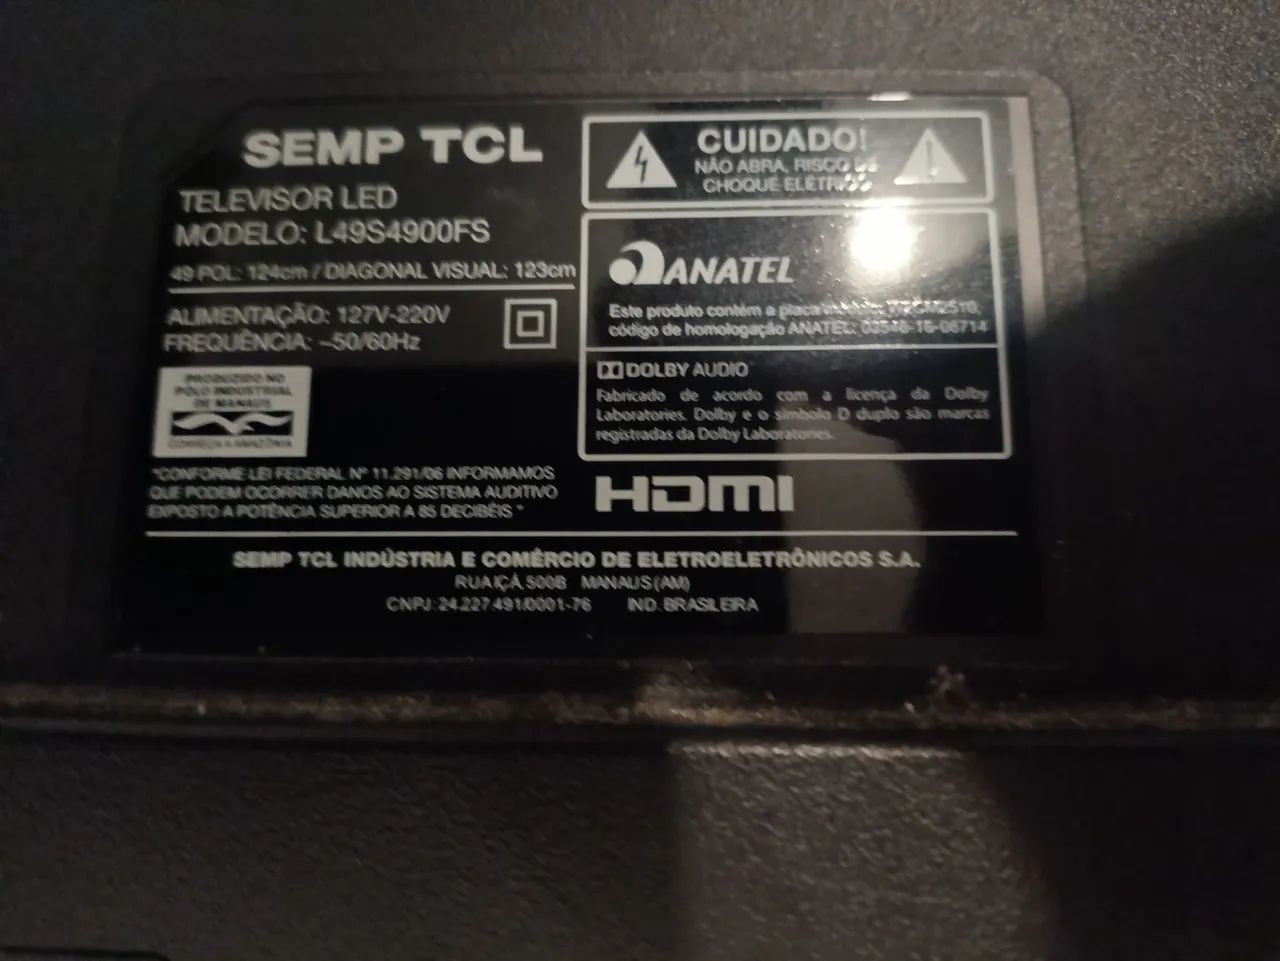 SEMP TCL
TELEVISOR LED
MODELO: L49S4900FS
49 POL: 124cm / DIAGONAL VISUAL: 123cm
ALIMENTAÇÃO: 127V-220V
FREQUÊNCIA: ~50/60Hz
PRODUZIDO NO
PÓLO INDUSTRIAL
DE MANAUS
CONHEÇA A AMAZÔNIA
"CONFORME LEI FEDERAL Nº 11.291/06 INFORMAMOS
QUE PODEM OCORRER DANOS AO SISTEMA AUDITIVO
EXPOSTO A POTÊNCIA SUPERIOR A 85 DECIBÉIS "
CUIDADO!
NÃO ABRA, RISCO DE
CHOQUE ELÉTRICO
ANATEL
Este produto contém a placa
código de homologação ANATEL: 03546-16-06714
DOLBY AUDIO
Fabricado de acordo com a licença da Dolby
Laboratories. Dolby e o símbolo D duplo são marcas
registradas da Dolby Laboratories.
HDMI
SEMP TCL INDÚSTRIA E COMÉRCIO DE ELETROELETRÔNICOS S.A.
RUA IÇÁ, 500B MANAUS (AM)
CNPJ: 24.227.491/0001-76 IND. BRASILEIRA